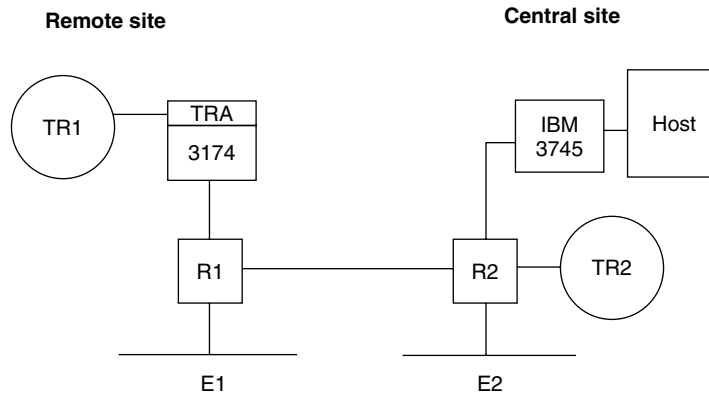 Remote site
Central site
TR1
TRA
3174
IBM
3745
Host
R1
R2
TR2
E1
E2